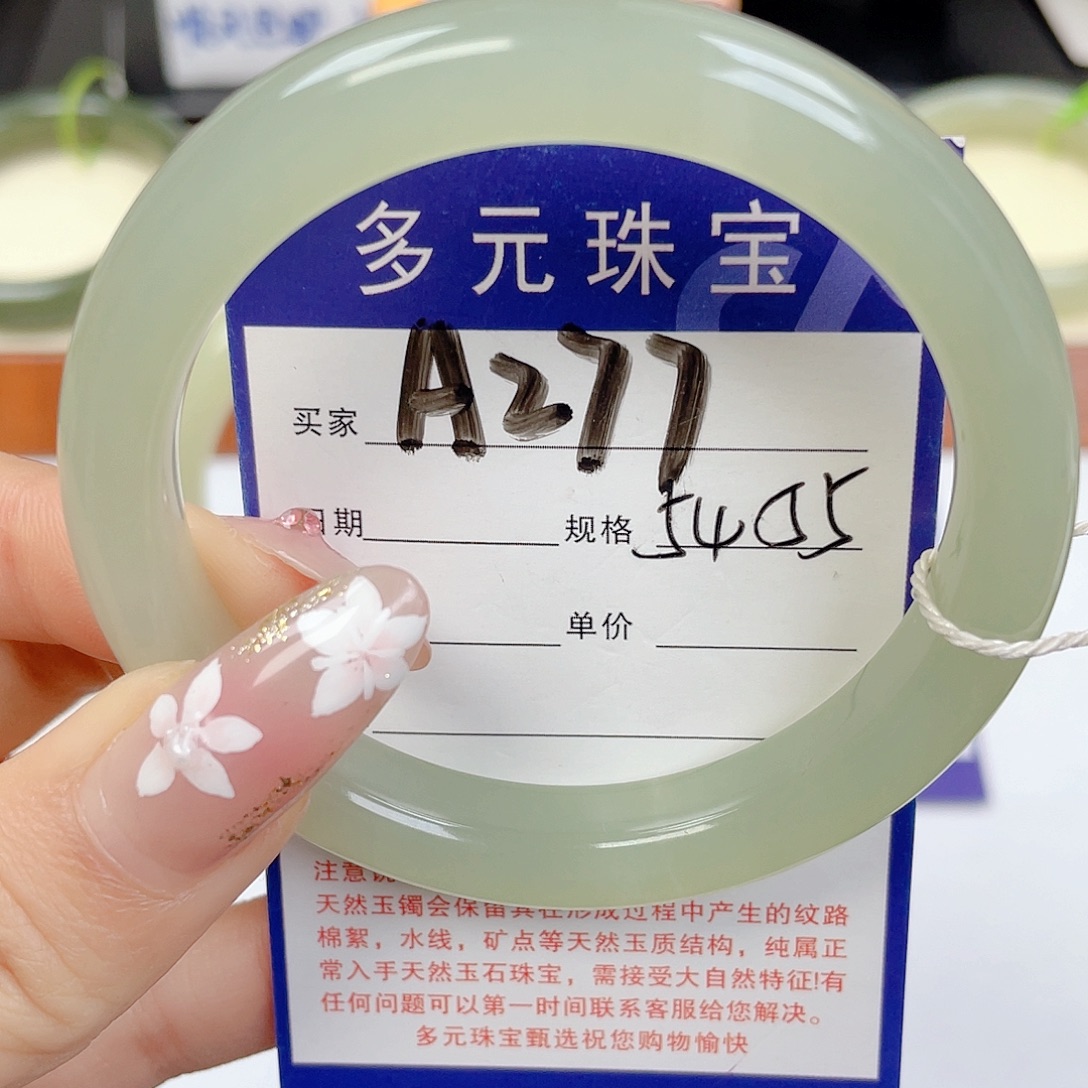 多元珠宝
买家 A277
日期 规格
单价
注意
天然玉镯会保留其在形成过程中产生的纹路
棉絮，水线，矿点等天然玉质结构，纯属正
常入手天然玉石珠宝，需接受大自然特征!有
任何问题可以第一时间联系客服给您解决。
多元珠宝甄选祝您购物愉快